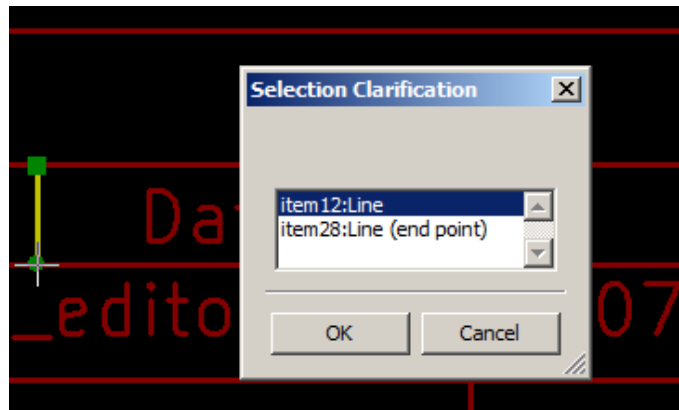 Selection Clarification
item12:Line
item28:Line (end point)
OK Cancel
Da
_edito 07